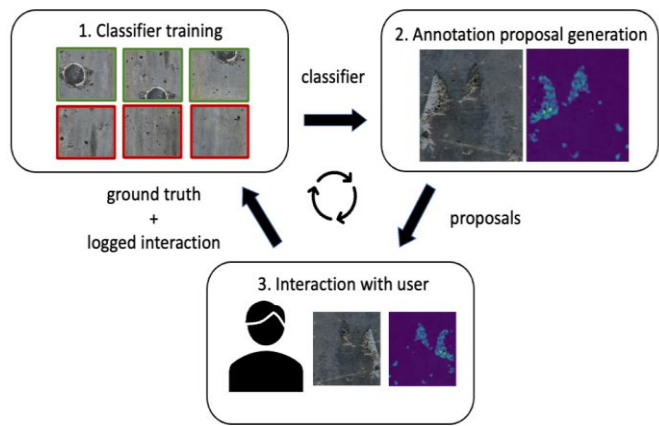 1. Classifier training
2. Annotation proposal generation
classifier
ground truth
+
logged interaction
proposals
3. Interaction with user